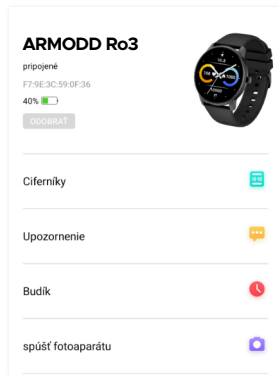 ARMODD Ro3
pripojené
F7:9E:3C:59:0F:36
40%
ODOBRAŤ
Ciferníky
Upozornenie
Budík
spúšť fotoaparátu